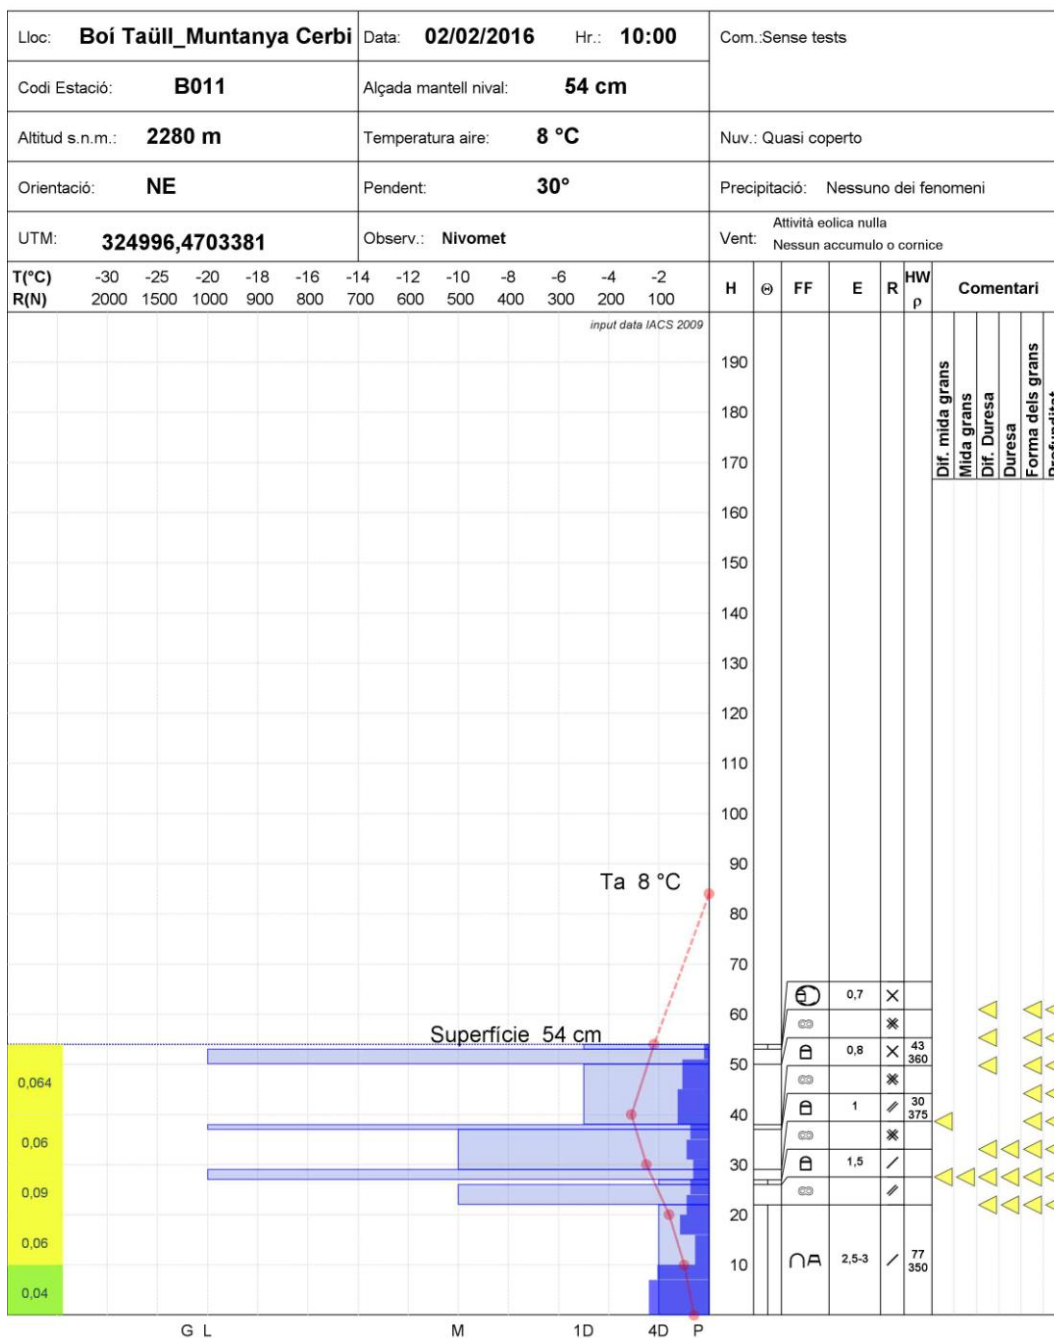 Lloc: Boí Taüll_Muntanya Cerbi Data: 02/02/2016 Hr.: 10:00 Com.:Sense tests
Codi Estació: B011 Alçada mantell nival: 54 cm
Altitud s.n.m.: 2280 m Temperatura aire: 8 °C Nuv.: Quasi coperto
Orientació: NE Pendent: 30° Precipitació: Nessuno dei fenomeni
UTM: 324996,4703381 Observ.: Nivomet Vent: Attività eolica nulla
Nessun accumulo o cornice
T(°C) -30 -25 -20 -18 -16 -14 -12 -10 -8 -6 -4 -2
R(N) 2000 1500 1000 900 800 700 600 500 400 300 200 100
H Θ FF E R HW ρ Comentari
input data IACS 2009
Dif. mida grans
Mida grans
Dif. Duresa
Duresa
Forma dels grans
190
180
170
160
150
140
130
120
110
100
90
Ta 8 °C
80
70
0,7
60
Superfície 54 cm
0,8 43
360
50
0,064
1 30
375
40
0,06
30
1,5
0,09
20
0,06
2,5-3 77
350
10
0,04
G L M 1D 4D P